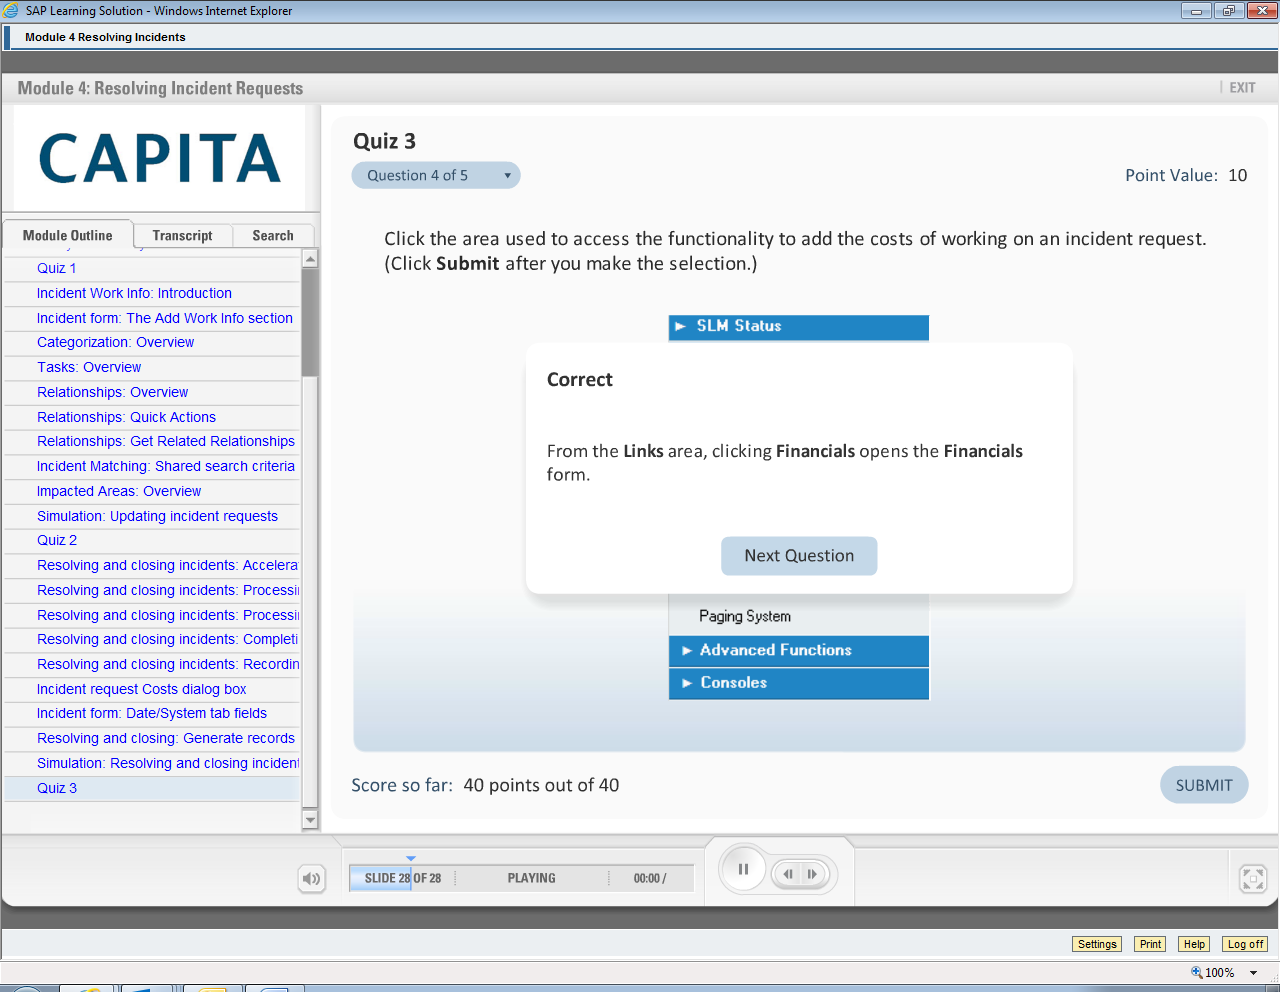 SAP Learning Solution - Windows Internet Explorer
Module 4 Resolving Incidents
Module 4: Resolving Incident Requests
EXIT
CAPITA
Module Outline
Transcript
Search
Quiz 1
Incident Work Info: Introduction
Incident form: The Add Work Info section
Categorization: Overview
Tasks: Overview
Relationships: Overview
Relationships: Quick Actions
Relationships: Get Related Relationships
Incident Matching: Shared search criteria
Impacted Areas: Overview
Simulation: Updating incident requests
Quiz 2
Resolving and closing incidents: Accelera
Resolving and closing incidents: Processi
Resolving and closing incidents: Processi
Resolving and closing incidents: Completi
Resolving and closing incidents: Recordin
Incident request Costs dialog box
Incident form: Date/System tab fields
Resolving and closing: Generate records
Simulation: Resolving and closing incident
Quiz 3
Quiz 3
Question 4 of 5
Point Value: 10
Click the area used to access the functionality to add the costs of working on an incident request.
(Click Submit after you make the selection.)
SLM Status
Correct
From the Links area, clicking Financials opens the Financials
form.
Next Question
Paging System
Advanced Functions
Consoles
Score so far: 40 points out of 40
SUBMIT
SLIDE 28 OF 28
PLAYING
00:00 /
Settings
Print
Help
Log off
100%